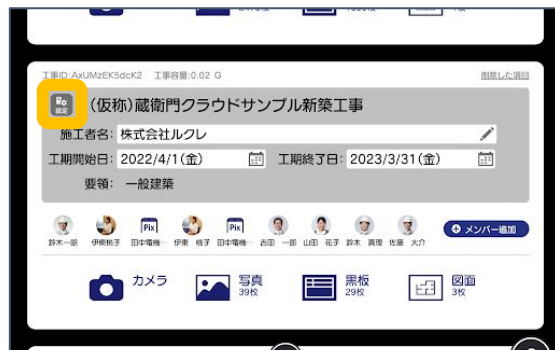 工事ID:AxUMzEK5dcK2 工事容量:0.02 G 削除した項目
設定
(仮称)蔵衛門クラウドサンプル新築工事
施工者名: 株式会社ルクレ
工期開始日: 2022/4/1(金) 工期終了日: 2023/3/31(金)
要領: 一般建築
Pix Pix
鈴木一郎 伊東桃子 田中電機… 伊東 桃子 田中電機… 古田 一郎 山田 花子 鈴木 真理 佐藤 大介
メンバー追加
カメラ 写真 黒板 図面
39枚 29枚 3枚